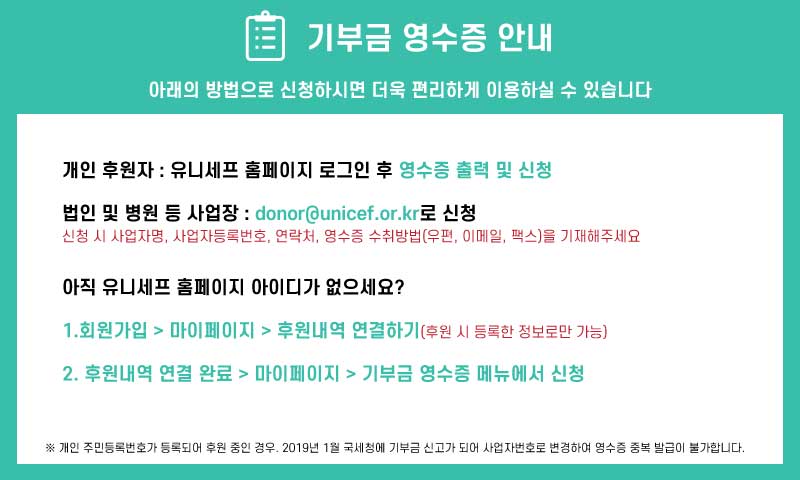 기부금 영수증 안내
아래의 방법으로 신청하시면 더욱 편리하게 이용하실 수 있습니다
개인 후원자 : 유니세프 홈페이지 로그인 후 영수증 출력 및 신청
법인 및 병원 등 사업장 : donor@unicef.or.kr로 신청
신청 시 사업자명, 사업자등록번호, 연락처, 영수증 수취방법(우편, 이메일, 팩스)을 기재해주세요
아직 유니세프 홈페이지 아이디가 없으세요?
1.회원가입 > 마이페이지 > 후원내역 연결하기(후원 시 등록한 정보로만 가능)
2. 후원내역 연결 완료 > 마이페이지 > 기부금 영수증 메뉴에서 신청
※ 개인 주민등록번호가 등록되어 후원 중인 경우. 2019년 1월 국세청에 기부금 신고가 되어 사업자번호로 변경하여 영수증 중복 발급이 불가합니다.